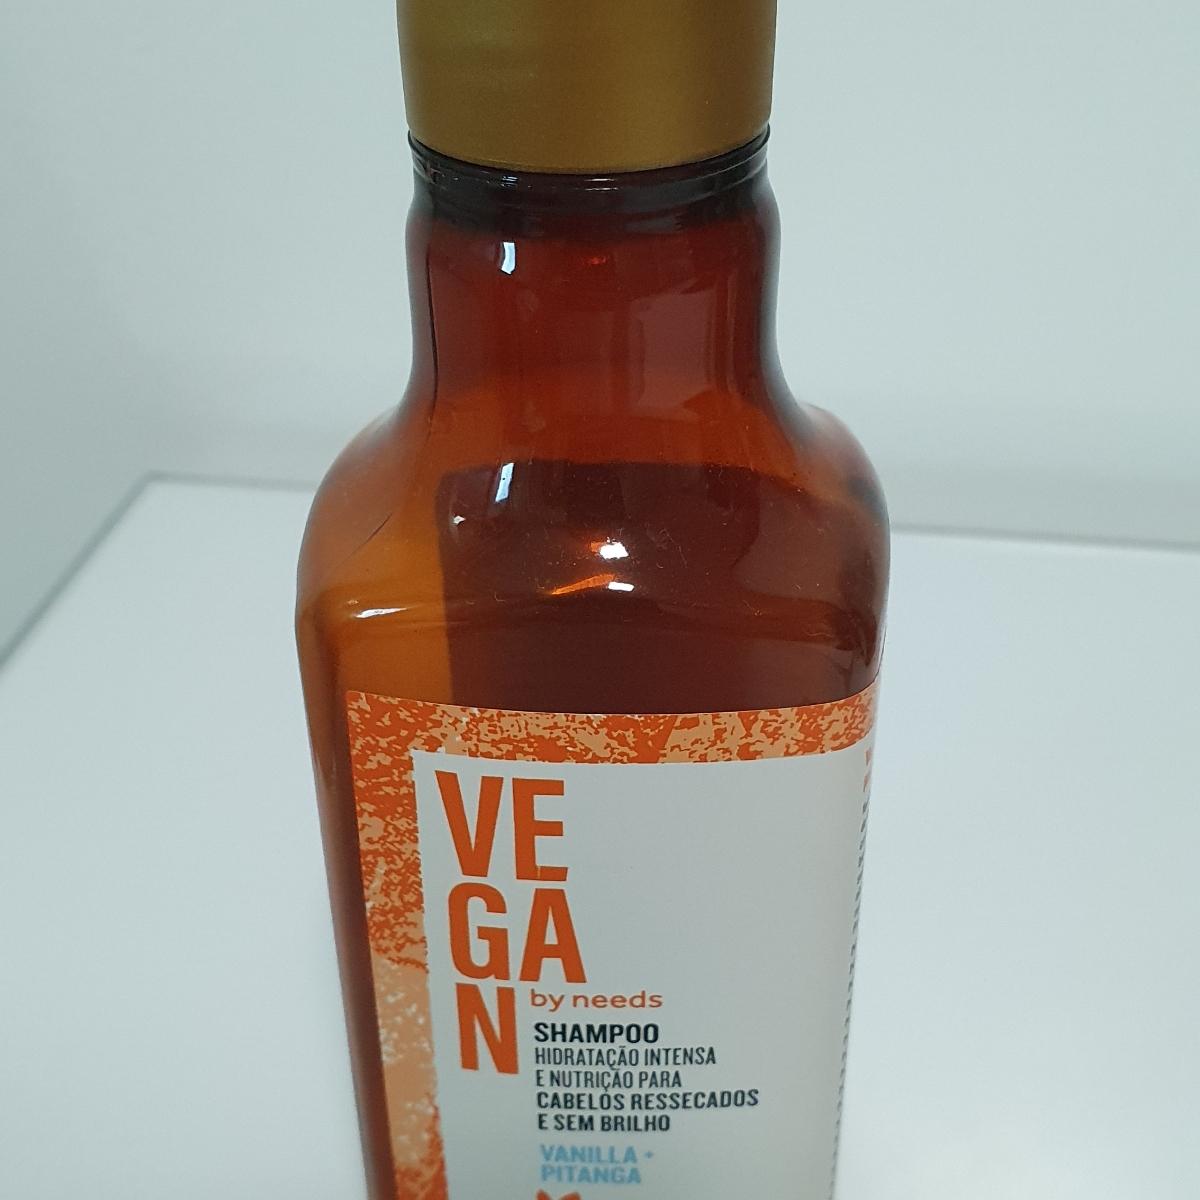 VE
GA
N
by needs
SHAMPOO
HIDRATAÇÃO INTENSA
E NUTRIÇÃO PARA
CABELOS RESSECADOS
E SEM BRILHO
VANILLA +
PITANGA